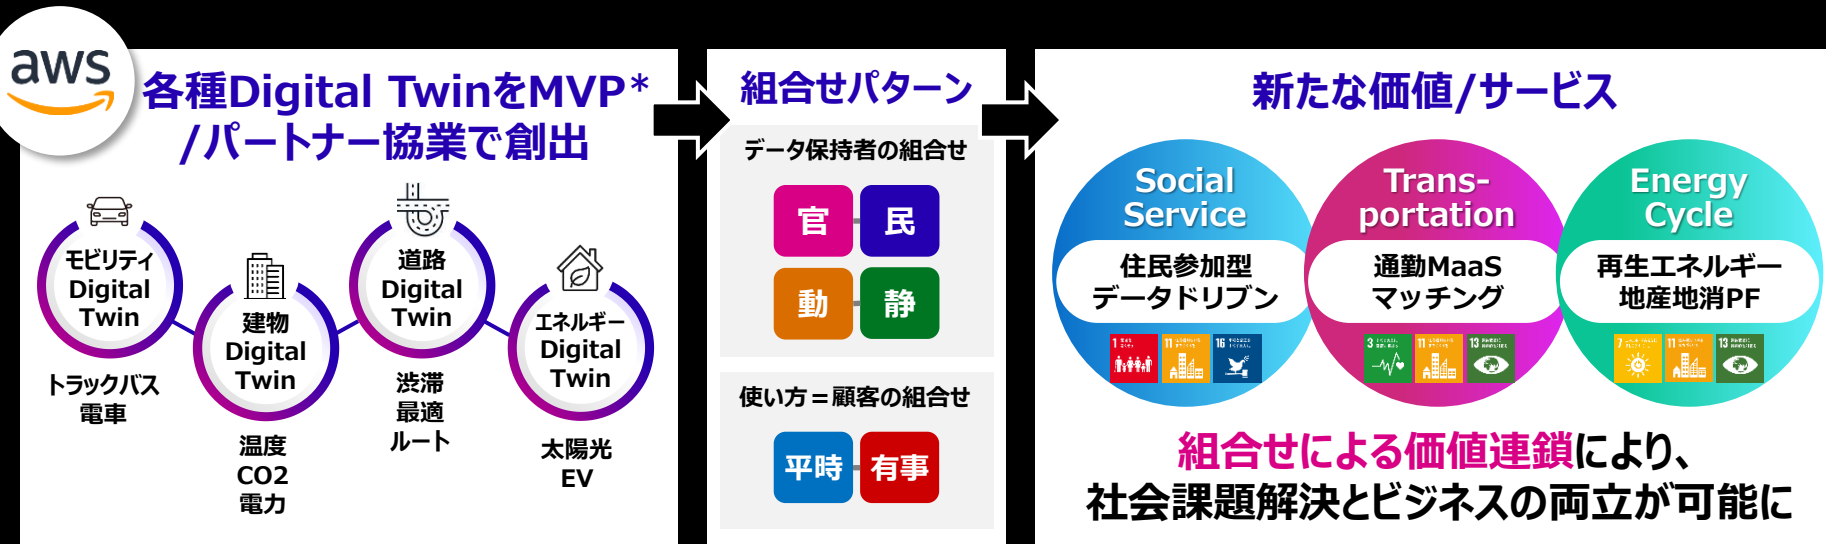 aws
各種Digital TwinをMVP*
/パートナー協業で創出
モビリティ
Digital
Twin
トラックバス
電車
建物
Digital
Twin
温度
CO2
電力
道路
Digital
Twin
渋滞
最適
ルート
エネルギー
Digital
Twin
太陽光
EV
組合せパターン
データ保持者の組合せ
官 民
動 静
使い方=顧客の組合せ
平時 有事
新たな価値/サービス
Social
Service
住民参加型
データドリブン
1
11
16
Trans-
portation
通勤MaaS
マッチング
3
11
13
Energy
Cycle
再生エネルギー
地産地消PF
7
11
13
組合せによる価値連鎖により、
社会課題解決とビジネスの両立が可能に